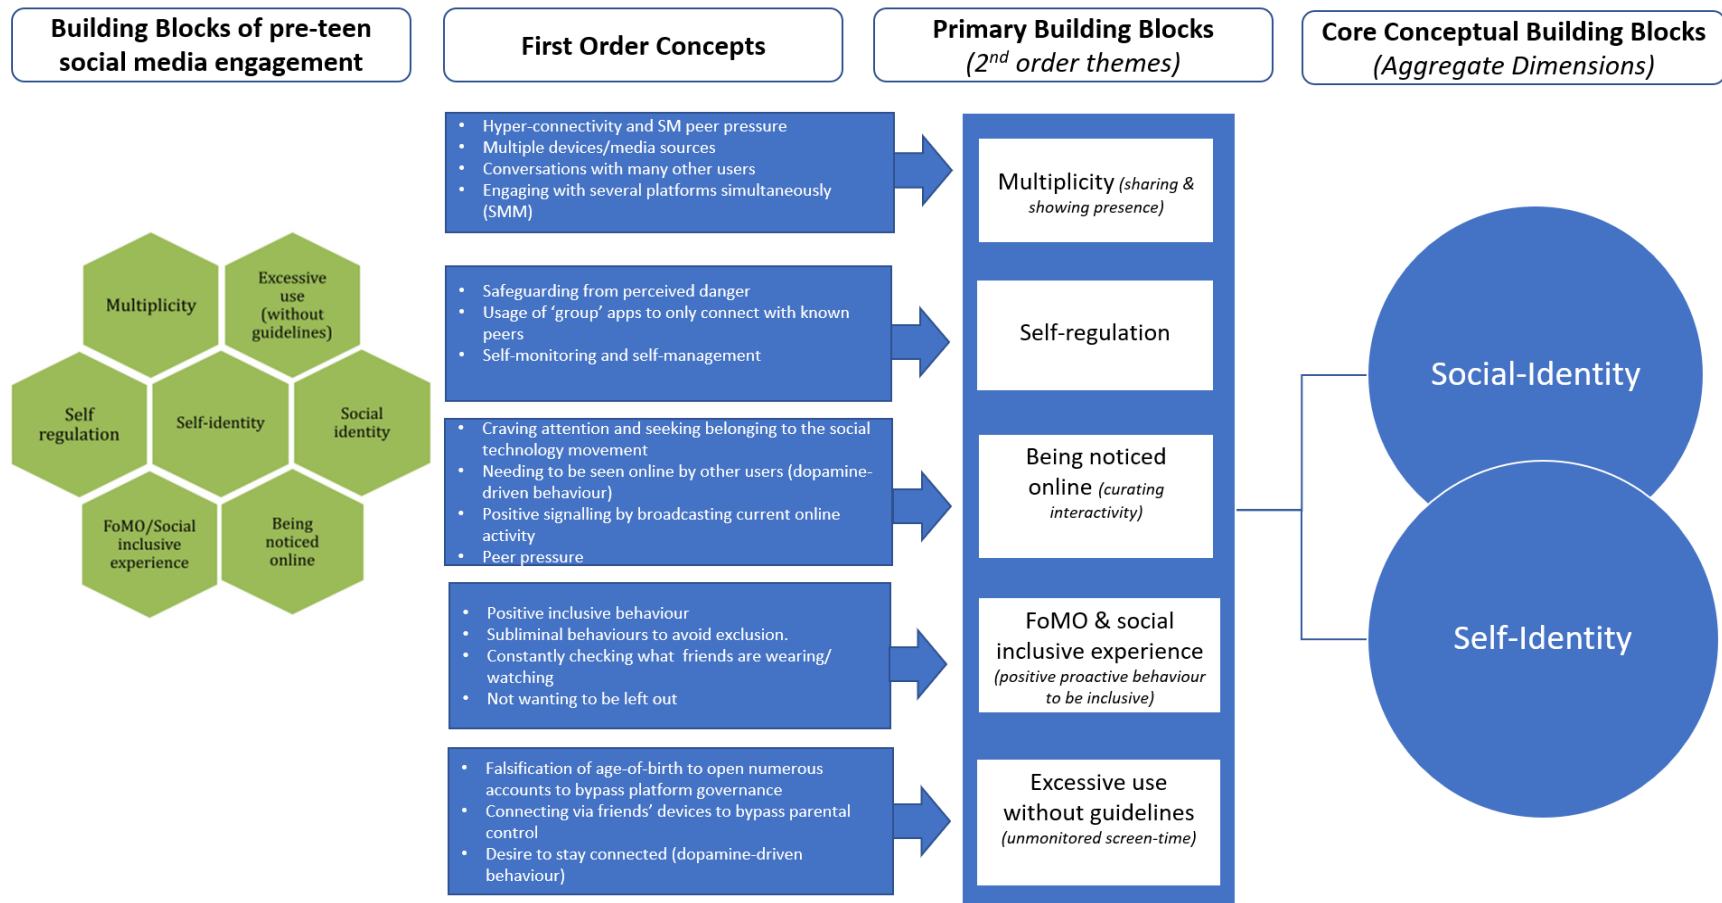 Building Blocks of pre-teen
social media engagement
First Order Concepts
Primary Building Blocks
(2nd order themes)
Core Conceptual Building Blocks
(Aggregate Dimensions)
Multiplicity
Excessive
use
(without
guidelines)
Self
regulation
Self-identity
Social
identity
FoMO/Social
inclusive
experience
Being
noticed
online
• Hyper-connectivity and SM peer pressure
• Multiple devices/media sources
• Conversations with many other users
• Engaging with several platforms simultaneously
(SMM)
• Safeguarding from perceived danger
• Usage of ‘group’ apps to only connect with known
peers
• Self-monitoring and self-management
• Craving attention and seeking belonging to the social
technology movement
• Needing to be seen online by other users (dopamine-
driven behaviour)
• Positive signalling by broadcasting current online
activity
• Peer pressure
• Positive inclusive behaviour
• Subliminal behaviours to avoid exclusion.
• Constantly checking what friends are wearing/
watching
• Not wanting to be left out
• Falsification of age-of-birth to open numerous
accounts to bypass platform governance
• Connecting via friends’ devices to bypass parental
control
• Desire to stay connected (dopamine-driven
behaviour)
Multiplicity (sharing &
showing presence)
Self-regulation
Being noticed
online (curating
interactivity)
FoMO & social
inclusive experience
(positive proactive behaviour
to be inclusive)
Excessive use
without guidelines
(unmonitored screen-time)
Social-Identity
Self-Identity